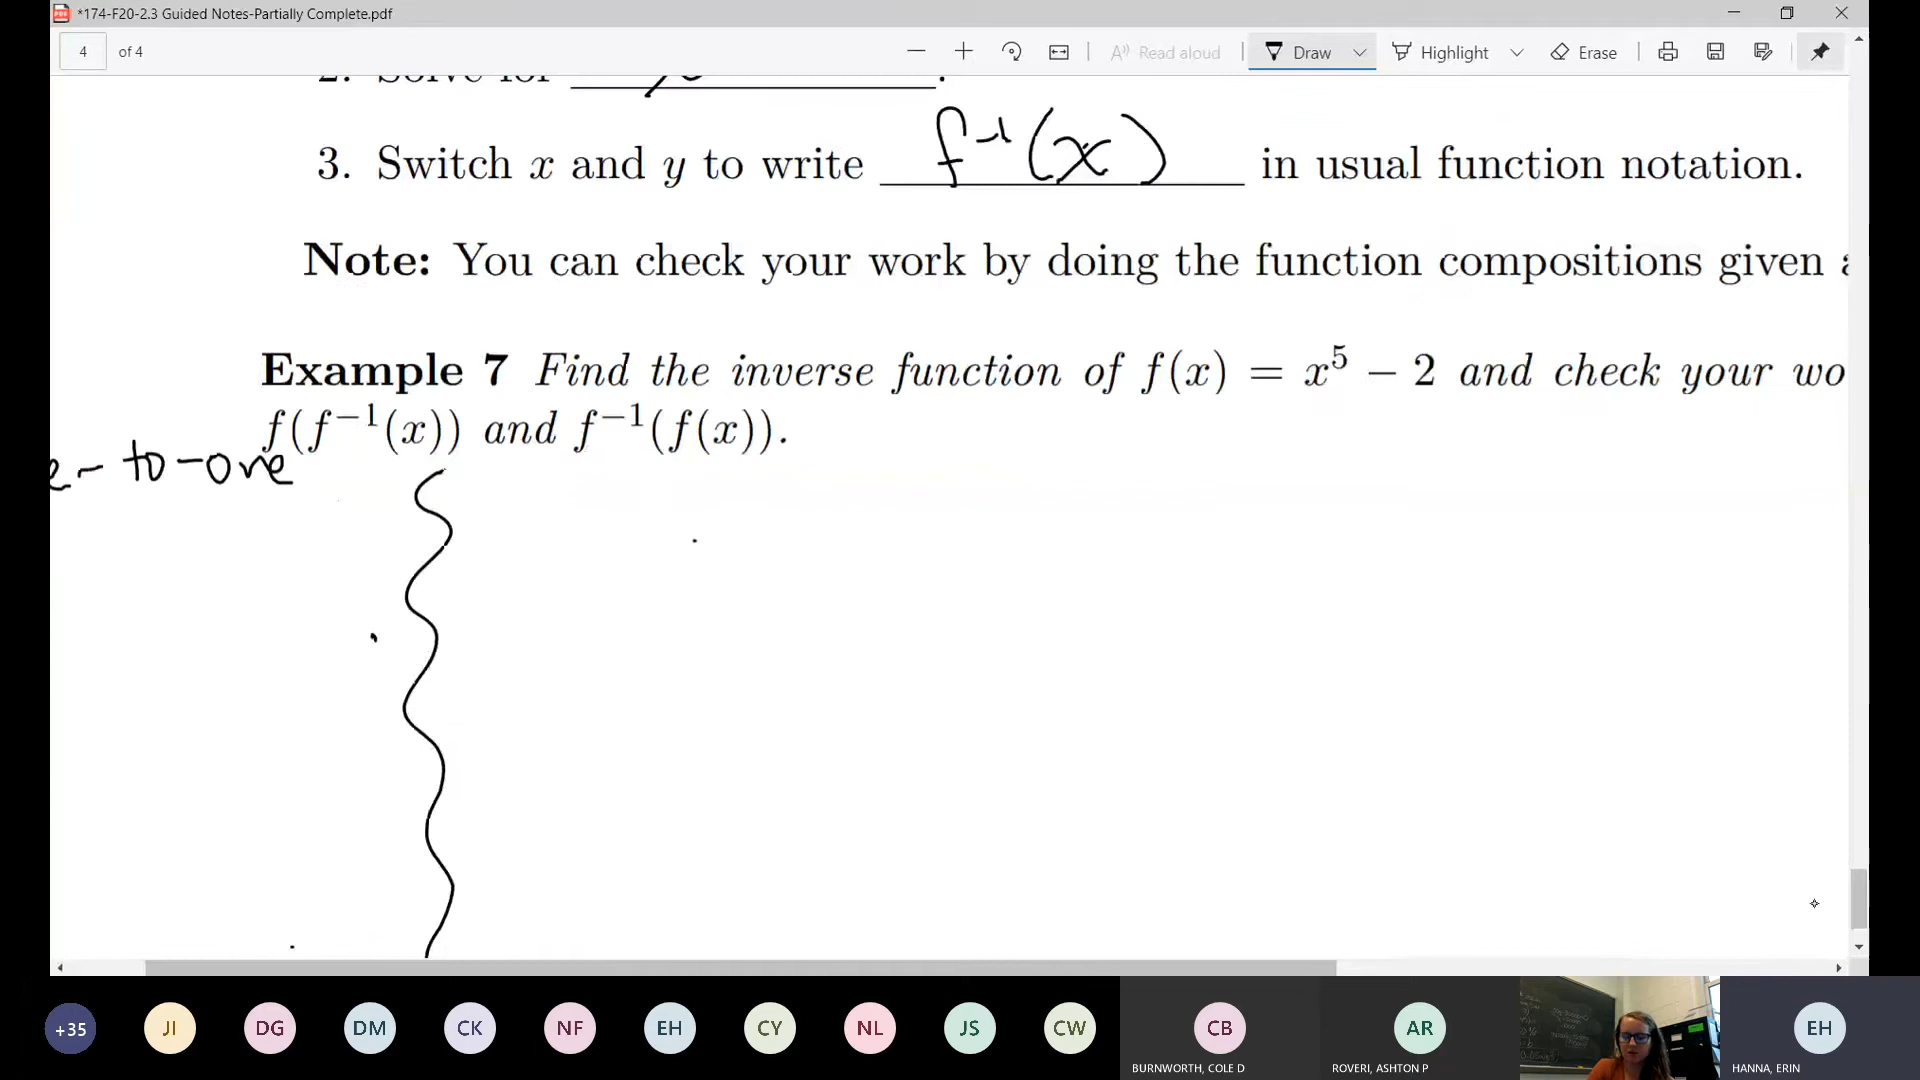 *174-F20-2.3 Guided Notes-Partially Complete.pdf
4 of 4 Read aloud Draw Highlight Erase
2. Solve for
3. Switch x and y to write f⁻¹(x) in usual function notation.
Note: You can check your work by doing the function compositions given
Example 7 Find the inverse function of f(x) = x⁵ − 2 and check your wo
f(f⁻¹(x)) and f⁻¹(f(x)).
e-to-one
+35 JI DG DM CK NF EH CY NL JS CW CB AR EH
BURNWORTH, COLE D ROVERI, ASHTON P HANNA, ERIN